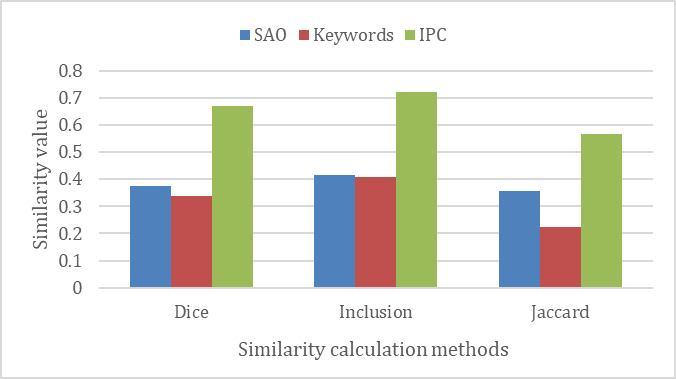 SAO Keywords IPC
0.8
0.7
0.6
0.5
0.4
0.3
0.2
0.1
0
Similarity value
Dice Inclusion Jaccard
Similarity calculation methods